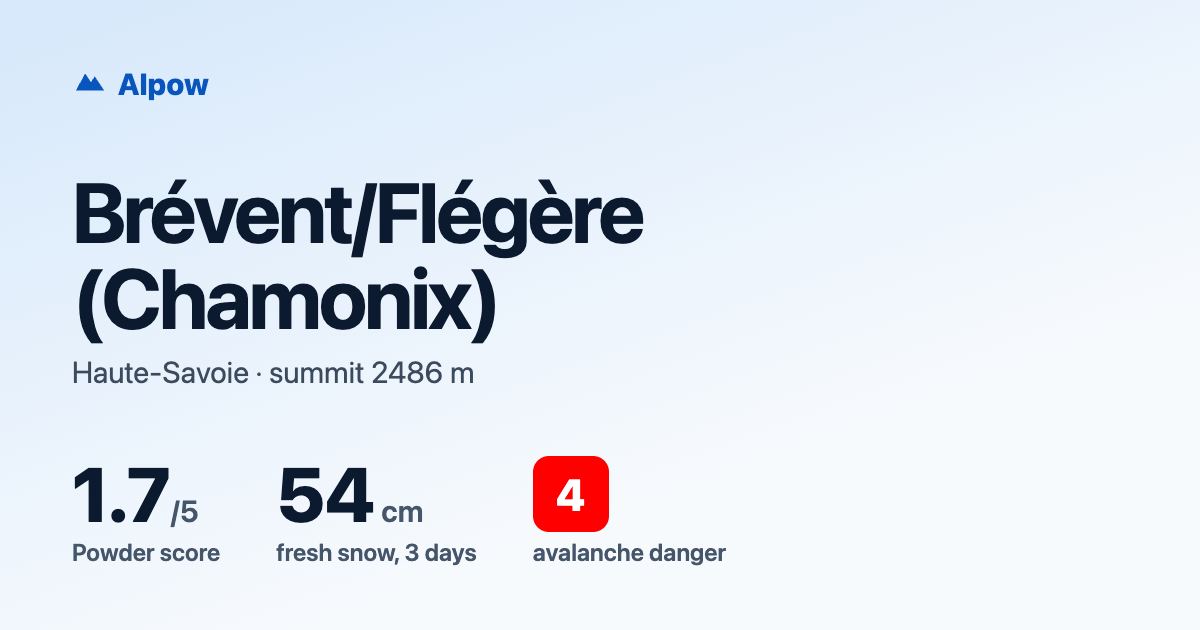 Alpow
Brévent/Flégère
(Chamonix)
Haute-Savoie · summit 2486 m
1.7/5 54 cm 4
Powder score fresh snow, 3 days avalanche danger